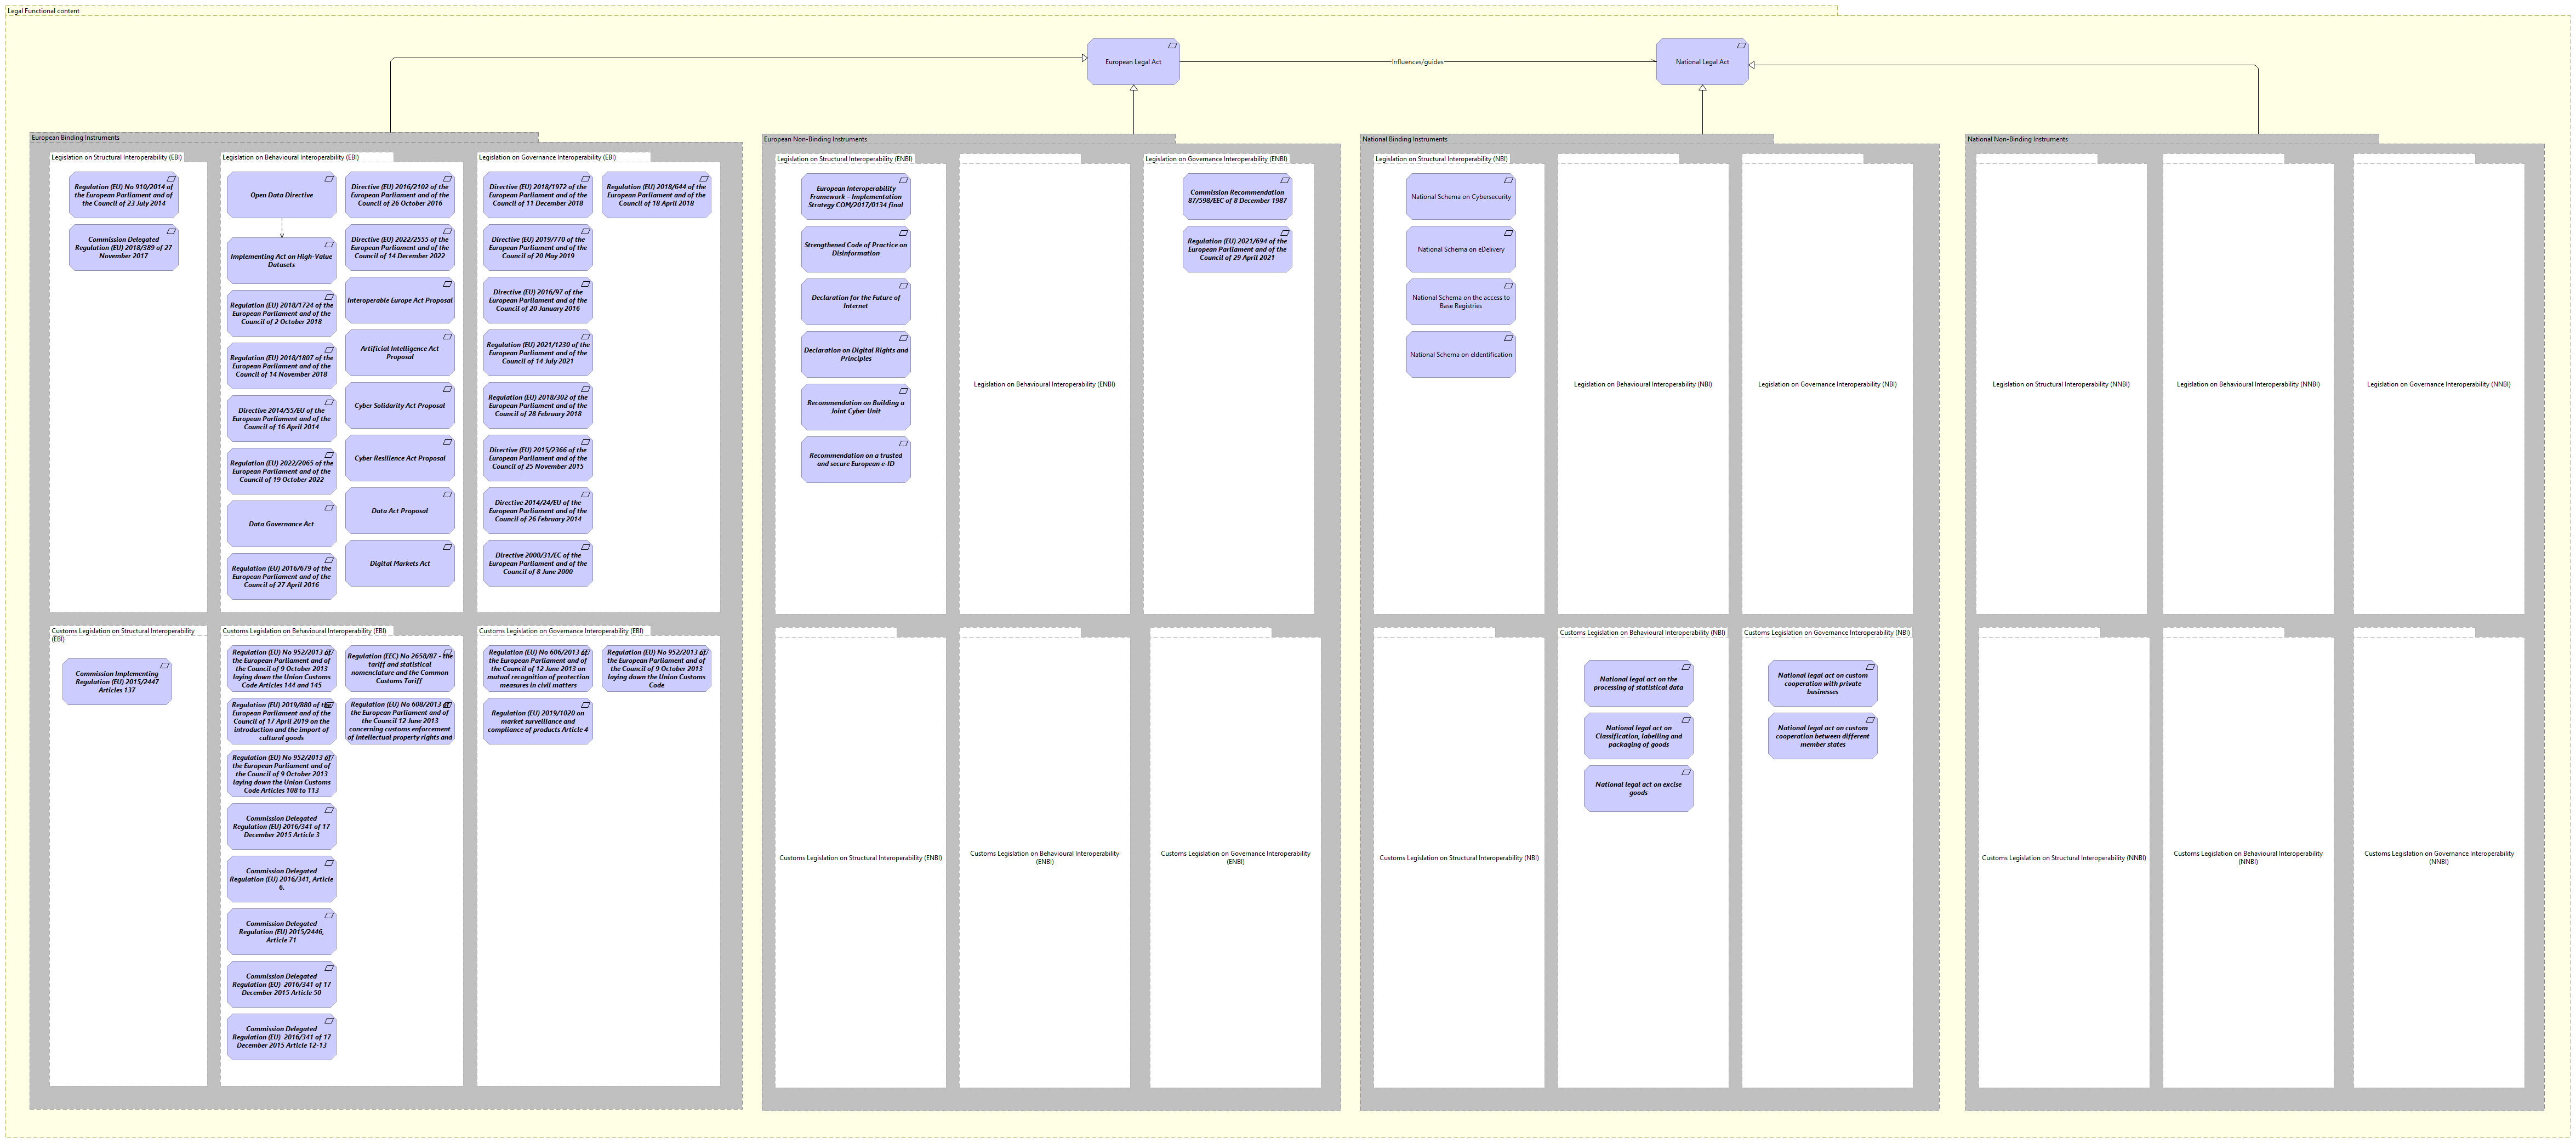 Legal Functional content
European Legal Act
Influences/guides
National Legal Act
European Binding Instruments
Legislation on Structural Interoperability (EBI)
Regulation (EU) No 910/2014 of
the European Parliament and of
the Council of 23 July 2014
Commission Delegated
Regulation (EU) 2018/389 of 27
November 2017
Legislation on Behavioural Interoperability (EBI)
Open Data Directive
Implementing Act on High-Value
Datasets
Regulation (EU) 2018/1724 of the
European Parliament and of the
Council of 2 October 2018
Regulation (EU) 2018/1807 of the
European Parliament and of the
Council of 14 November 2018
Directive 2014/55/EU of the
European Parliament and of the
Council of 16 April 2014
Regulation (EU) 2022/2065 of the
European Parliament and of the
Council of 19 October 2022
Data Governance Act
Regulation (EU) 2016/679 of the
European Parliament and of the
Council of 27 April 2016
Directive (EU) 2016/2102 of the
European Parliament and of the
Council of 26 October 2016
Directive (EU) 2022/2555 of the
European Parliament and of the
Council of 14 December 2022
Interoperable Europe Act Proposal
Artificial Intelligence Act
Proposal
Cyber Solidarity Act Proposal
Cyber Resilience Act Proposal
Data Act Proposal
Digital Markets Act
Legislation on Governance Interoperability (EBI)
Directive (EU) 2018/1972 of the
European Parliament and of the
Council of 11 December 2018
Directive (EU) 2019/770 of the
European Parliament and of the
Council of 20 May 2019
Directive (EU) 2016/97 of the
European Parliament and of the
Council of 20 January 2016
Regulation (EU) 2021/1230 of the
European Parliament and of the
Council of 14 July 2021
Regulation (EU) 2018/302 of the
European Parliament and of the
Council of 28 February 2018
Directive (EU) 2015/2366 of the
European Parliament and of the
Council of 25 November 2015
Directive 2014/24/EU of the
European Parliament and of the
Council of 26 February 2014
Directive 2000/31/EC of the
European Parliament and of the
Council of 8 June 2000
Regulation (EU) 2018/644 of the
European Parliament and of the
Council of 18 April 2018
Customs Legislation on Structural Interoperability
(EBI)
Commission Implementing
Regulation (EU) 2015/2447
Articles 137
Customs Legislation on Behavioural Interoperability (EBI)
Regulation (EU) No 952/2013 of
the European Parliament and of
the Council of 9 October 2013
laying down the Union Customs
Code Articles 144 and 145
Regulation (EU) 2019/880 of the
European Parliament and of the
Council of 17 April 2019 on the
introduction and the import of
cultural goods
Regulation (EU) No 952/2013 of
the European Parliament and of
the Council of 9 October 2013
laying down the Union Customs
Code Articles 108 to 113
Commission Delegated
Regulation (EU) 2016/341 of 17
December 2015 Article 3
Commission Delegated
Regulation (EU) 2016/341, Article
6.
Commission Delegated
Regulation (EU) 2015/2446,
Article 71
Commission Delegated
Regulation (EU) 2016/341 of 17
December 2015 Article 50
Commission Delegated
Regulation (EU) 2016/341 of 17
December 2015 Article 12-13
Regulation (EEC) No 2658/87 - the
tariff and statistical
nomenclature and the Common
Customs Tariff
Regulation (EU) No 608/2013 of
the European Parliament and of
the Council 12 June 2013
concerning customs enforcement
of intellectual property rights and
Customs Legislation on Governance Interoperability (EBI)
Regulation (EU) No 606/2013 of
the European Parliament and of
the Council of 12 June 2013 on
mutual recognition of protection
measures in civil matters
Regulation (EU) 2019/1020 on
market surveillance and
compliance of products Article 4
Regulation (EU) No 952/2013 of
the European Parliament and of
the Council of 9 October 2013
laying down the Union Customs
Code
European Non-Binding Instruments
Legislation on Structural Interoperability (ENBI)
European Interoperability
Framework – Implementation
Strategy COM/2017/0134 final
Strengthened Code of Practice on
Disinformation
Declaration for the Future of
Internet
Declaration on Digital Rights and
Principles
Recommendation on Building a
Joint Cyber Unit
Recommendation on a trusted
and secure European e-ID
Legislation on Behavioural Interoperability (ENBI)
Legislation on Governance Interoperability (ENBI)
Commission Recommendation
87/598/EEC of 8 December 1987
Regulation (EU) 2021/694 of the
European Parliament and of the
Council of 29 April 2021
Customs Legislation on Structural Interoperability (ENBI)
Customs Legislation on Behavioural Interoperability
(ENBI)
Customs Legislation on Governance Interoperability
(ENBI)
National Binding Instruments
Legislation on Structural Interoperability (NBI)
National Schema on Cybersecurity
National Schema on eDelivery
National Schema on the access to
Base Registries
National Schema on eIdentification
Legislation on Behavioural Interoperability (NBI)
Legislation on Governance Interoperability (NBI)
Customs Legislation on Structural Interoperability (NBI)
Customs Legislation on Behavioural Interoperability (NBI)
National legal act on the
processing of statistical data
National legal act on
Classification, labelling and
packaging of goods
National legal act on excise
goods
Customs Legislation on Governance Interoperability (NBI)
National legal act on custom
cooperation with private
businesses
National legal act on custom
cooperation between different
member states
National Non-Binding Instruments
Legislation on Structural Interoperability (NNBI)
Legislation on Behavioural Interoperability (NNBI)
Legislation on Governance Interoperability (NNBI)
Customs Legislation on Structural Interoperability (NNBI)
Customs Legislation on Behavioural Interoperability
(NNBI)
Customs Legislation on Governance Interoperability
(NNBI)